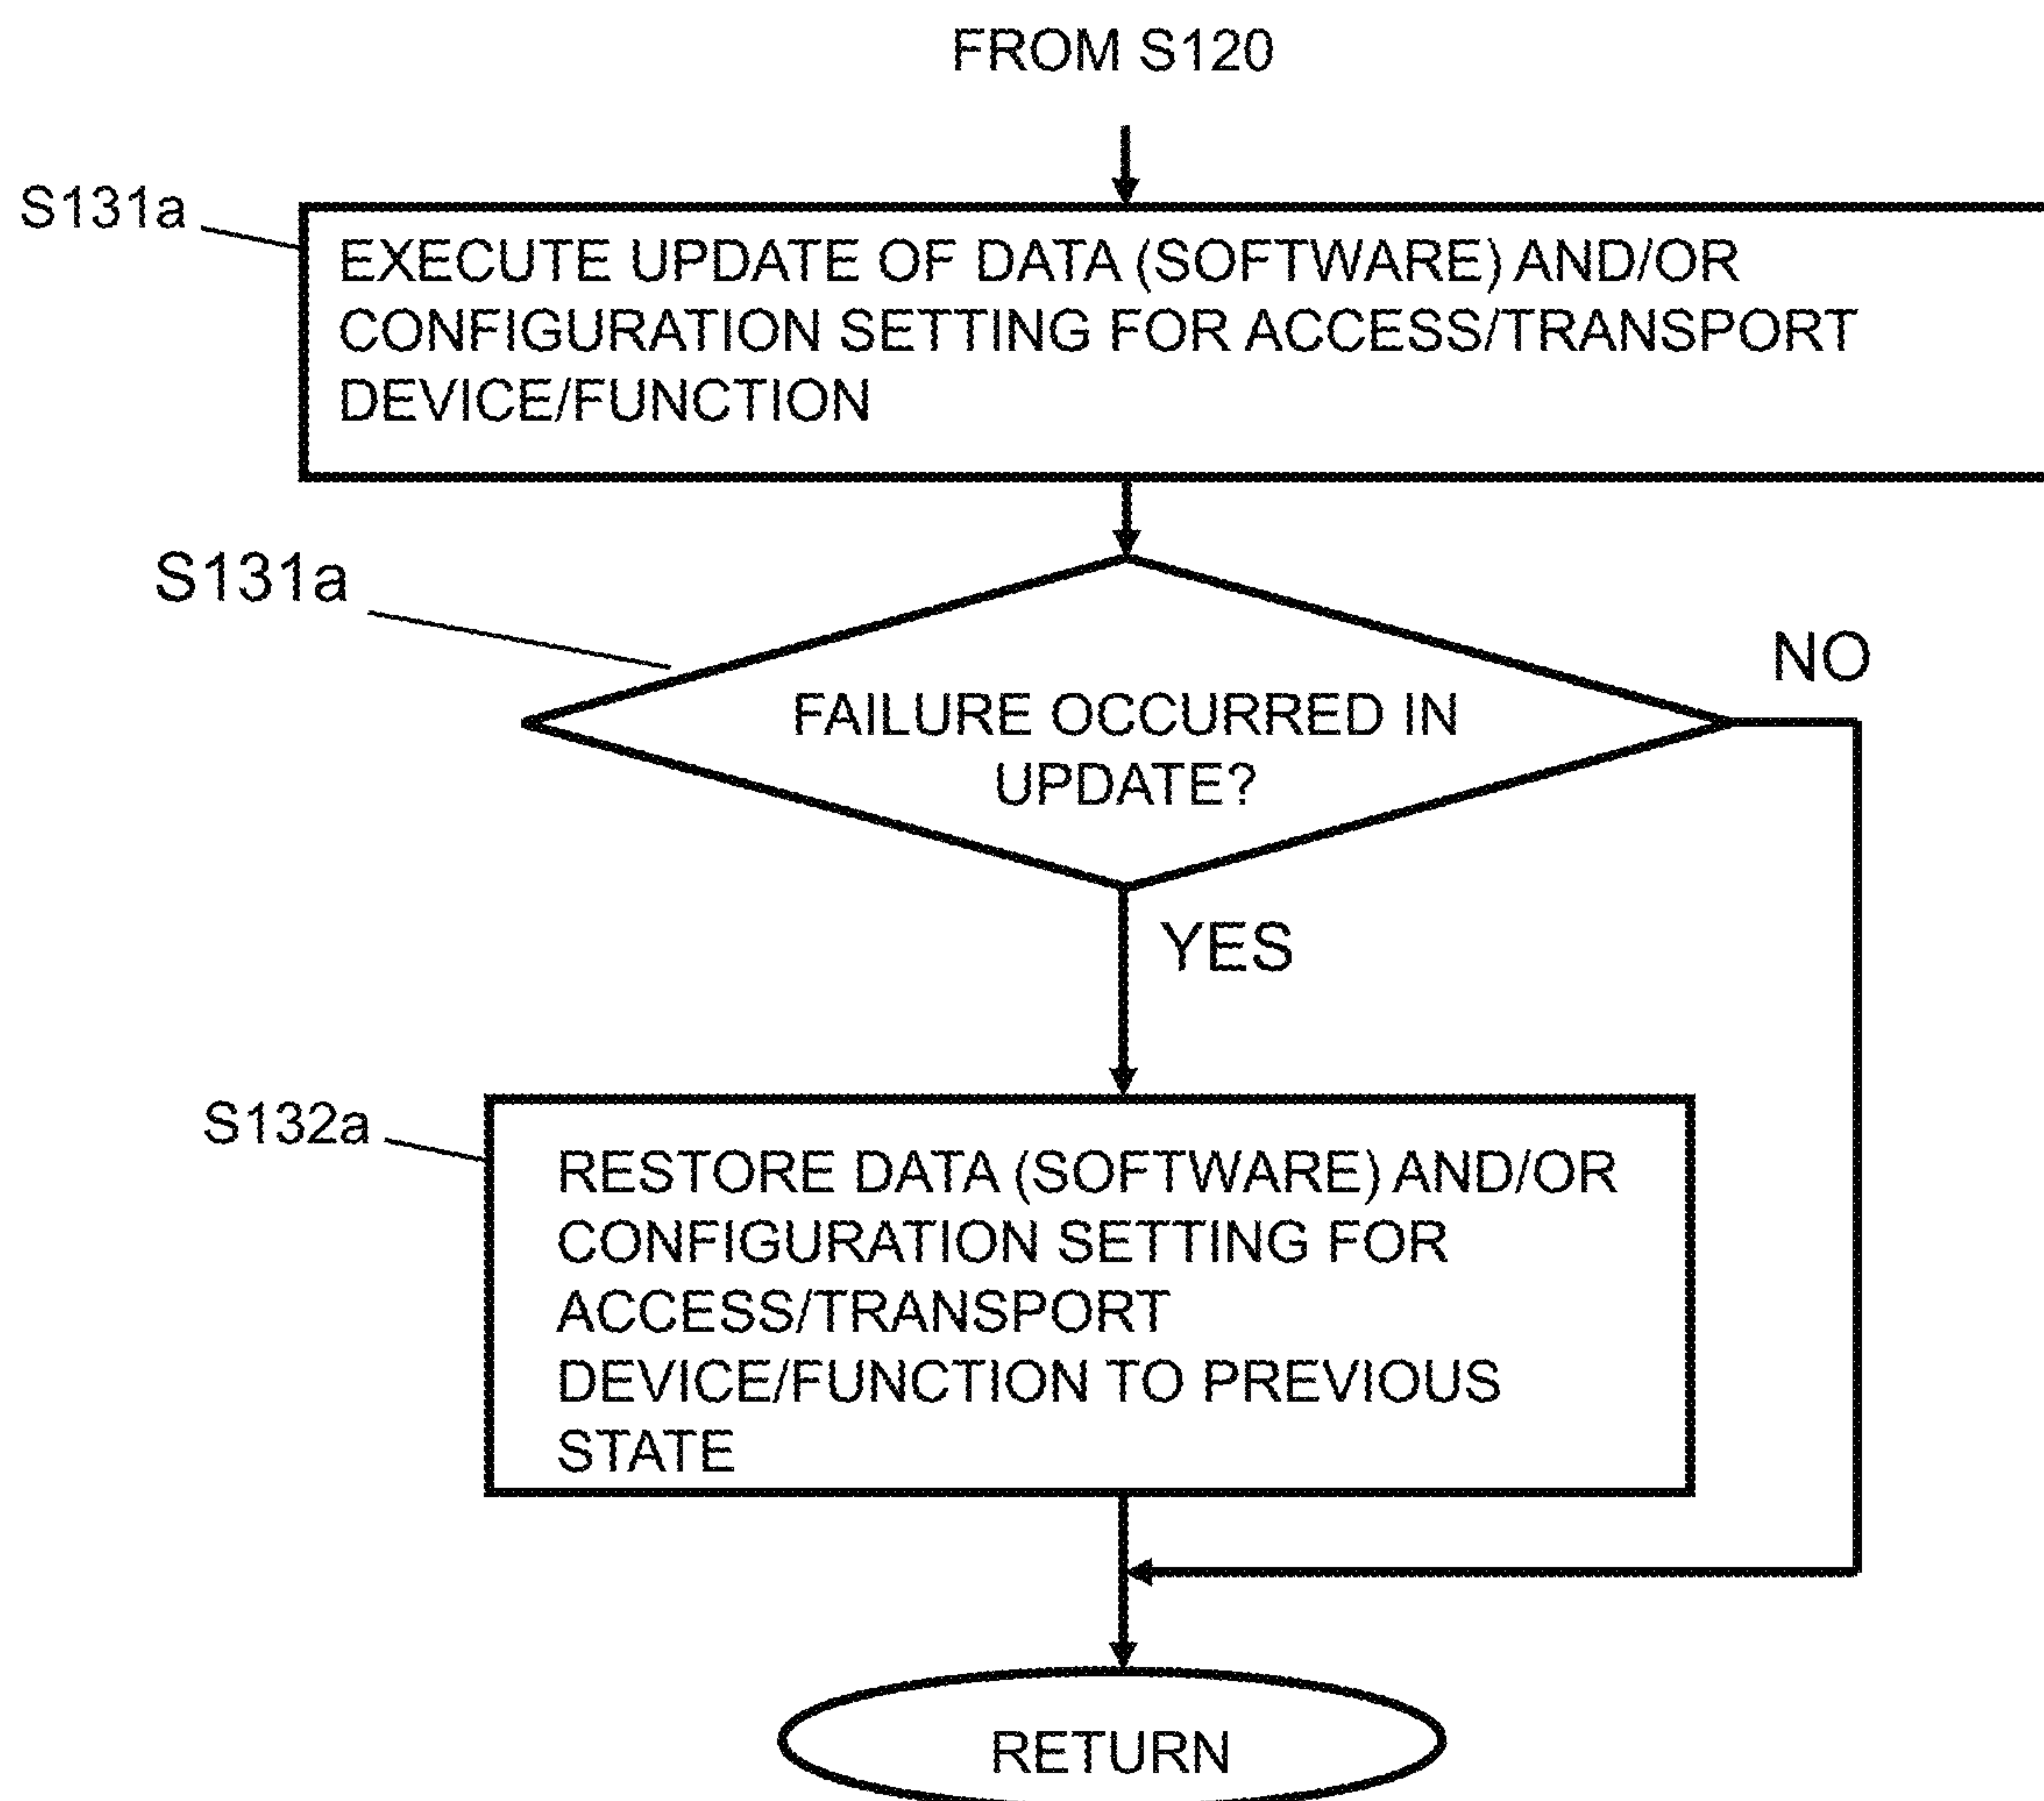 FROM S120
S131a
EXECUTE UPDATE OF DATA (SOFTWARE) AND/OR
CONFIGURATION SETTING FOR ACCESS/TRANSPORT
DEVICE/FUNCTION
S131a
NO
FAILURE OCCURRED IN
UPDATE?
YES
S132a
RESTORE DATA (SOFTWARE) AND/OR
CONFIGURATION SETTING FOR
ACCESS/TRANSPORT
DEVICE/FUNCTION TO PREVIOUS
STATE
RETURN